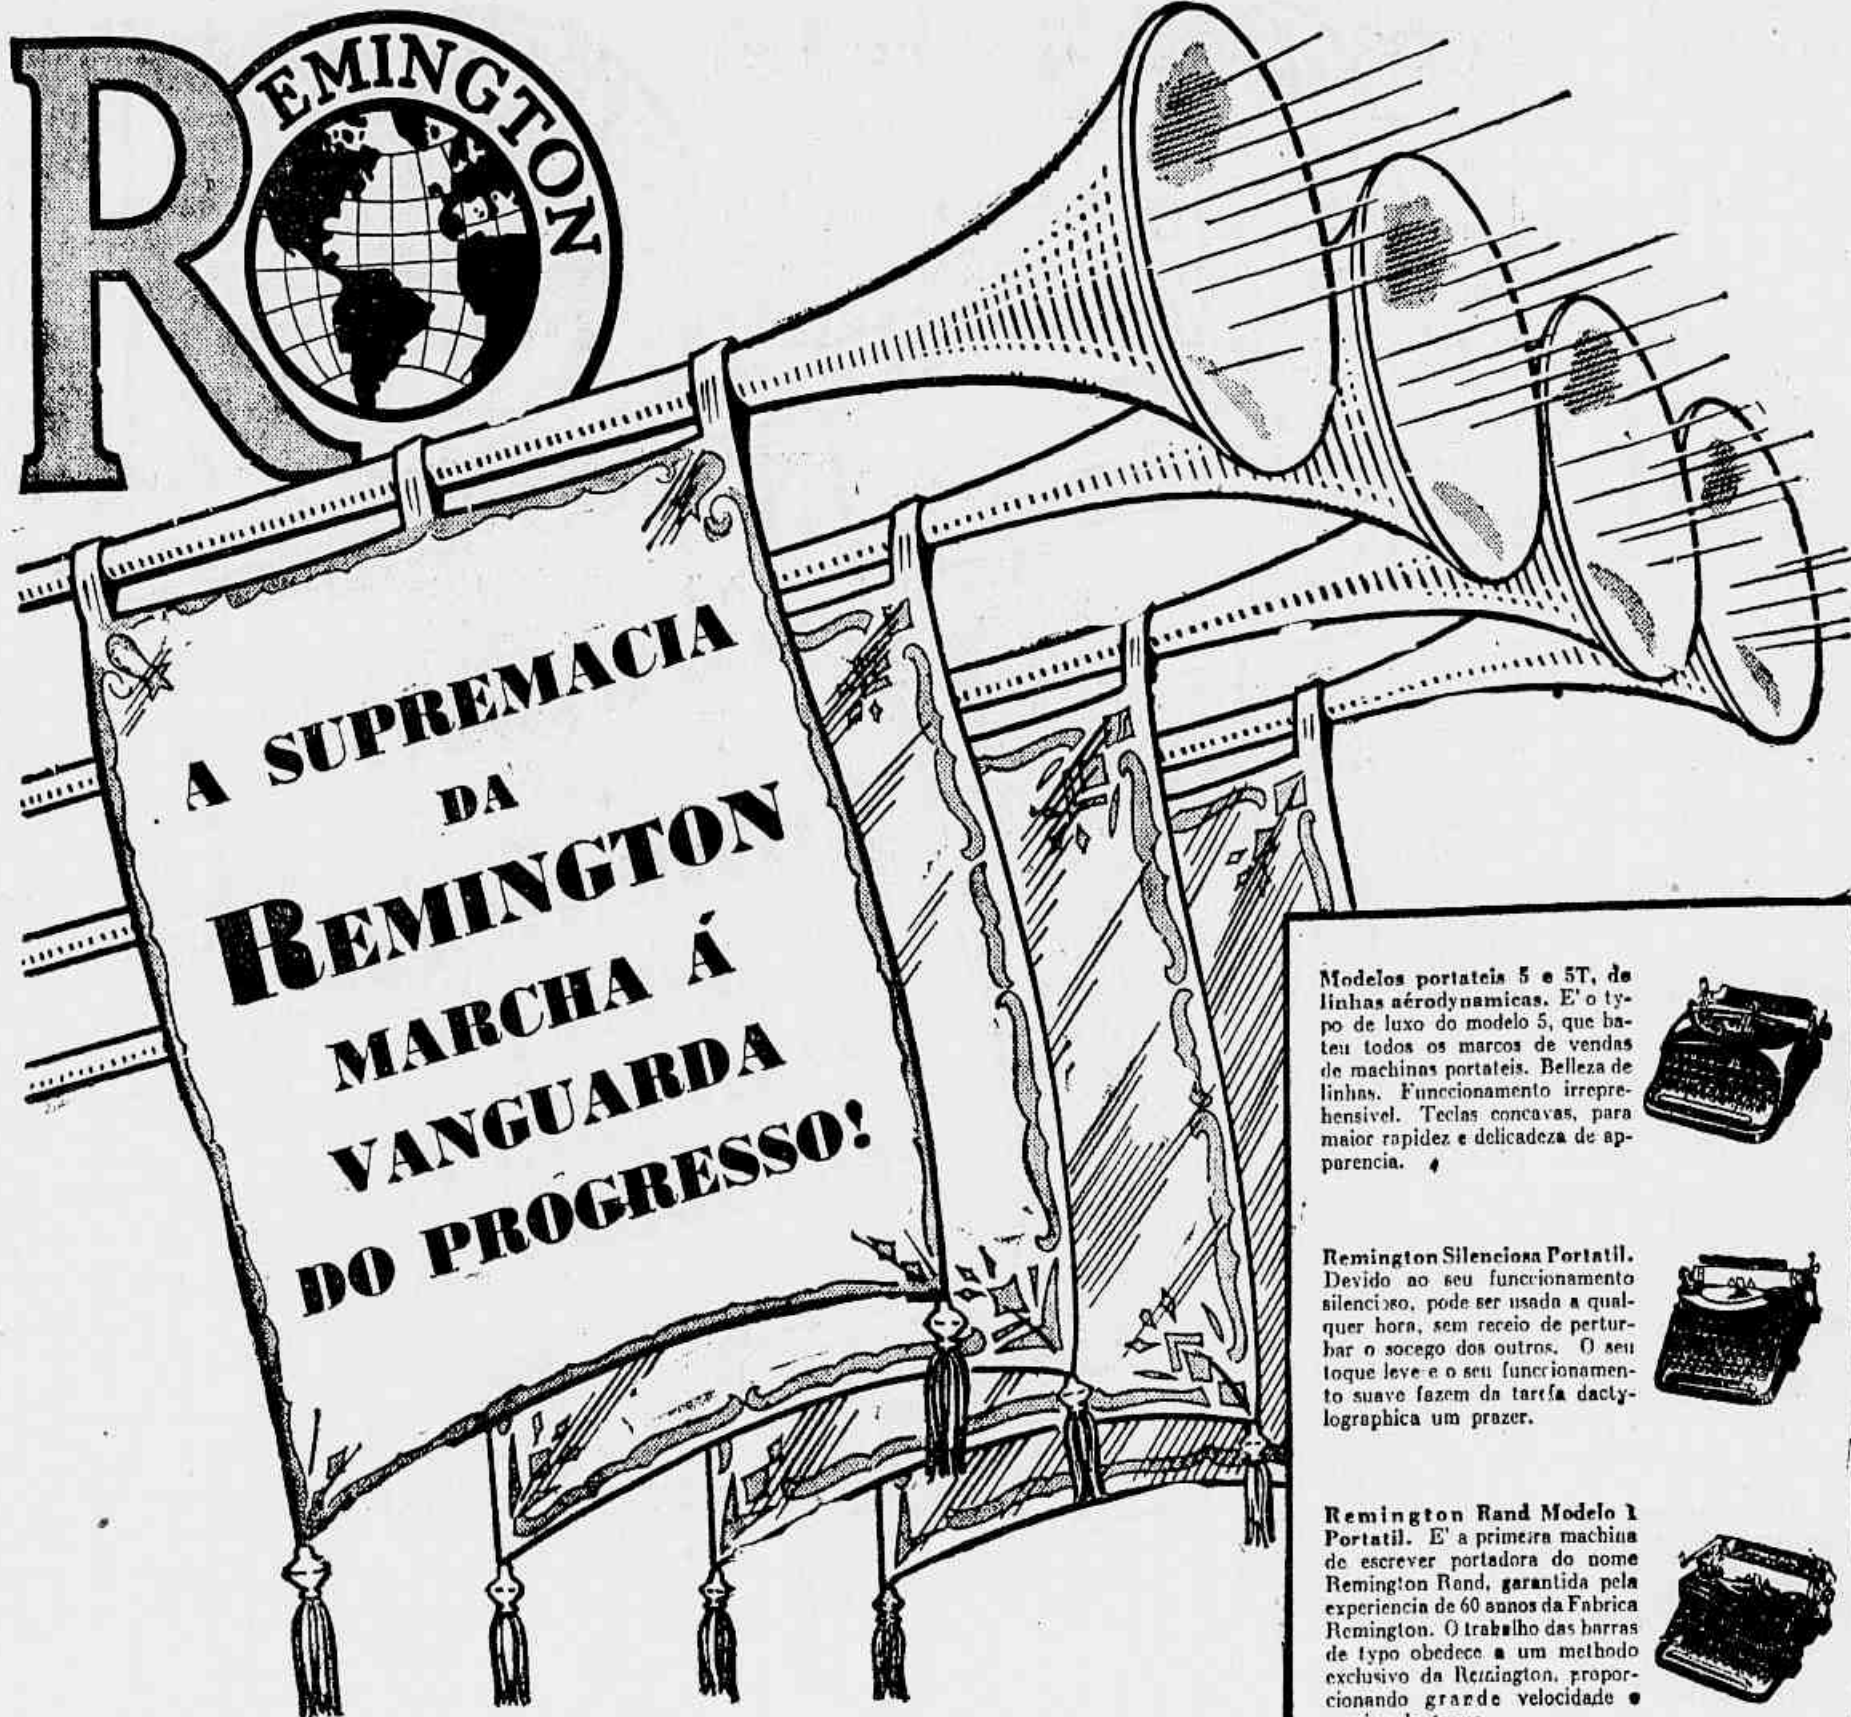 REMINGTON
A SUPREMACIA
DA
REMINGTON
MARCHA Á
VANGUARDA
DO PROGRESSO!
Modelos portateis 5 e 5T, de
linhas aérodynamicas. E' o ty-
po de luxo do modelo 5, que ba-
teu todos os marcos de vendas
de machinas portateis. Belleza de
linhas. Funccionamento irrepre-
hensivel. Teclas concavas, para
maior rapidez e delicadeza de ap-
parencia.
Remington Silenciosa Portatil.
Devido ao seu funccionamento
silencioso, pode ser usada a qual-
quer hora, sem receio de pertur-
bar o socego dos outros. O seu
toque leve e o seu funccionamen-
to suave fazem da tarefa dacty-
lographica um prazer.
Remington Rand Modelo 1
Portatil. E' a primeira machina
de escrever portadora do nome
Remington Rand, garantida pela
experiencia de 60 annos da Fabrica
Remington. O trabalho das barras
de typo obedece a um methodo
exclusivo da Remington, propor-
cionando grande velocidade e